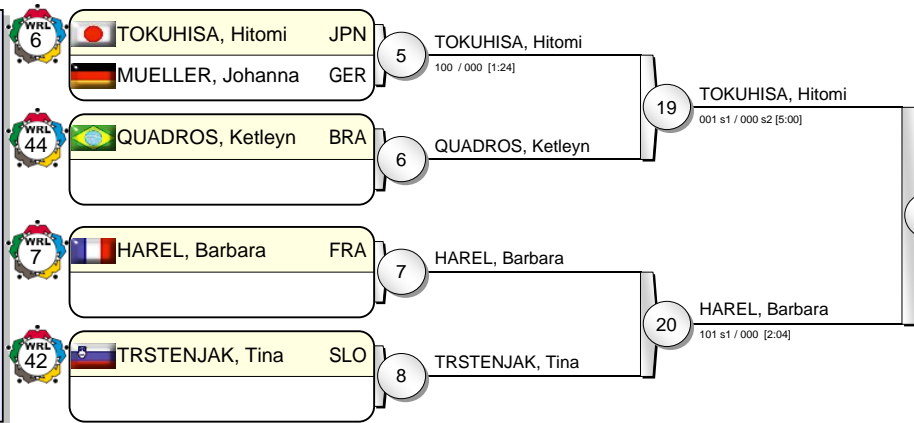 WRL
6
TOKUHISA, Hitomi JPN
MUELLER, Johanna GER
5
TOKUHISA, Hitomi
100 / 000 [1:24]
WRL
44
QUADROS, Ketleyn BRA
6
QUADROS, Ketleyn
19
TOKUHISA, Hitomi
001 s1 / 000 s2 [5:00]
WRL
7
HAREL, Barbara FRA
7
HAREL, Barbara
WRL
42
TRSTENJAK, Tina SLO
8
TRSTENJAK, Tina
20
HAREL, Barbara
101 s1 / 000 [2:04]